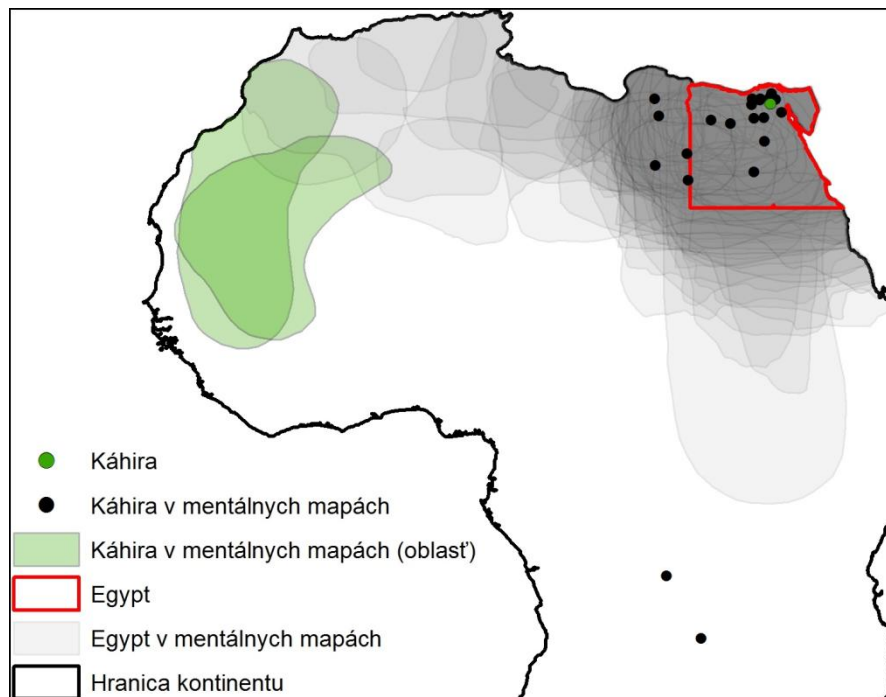 Káhira
Káhira v mentálnych mapách
Káhira v mentálnych mapách (oblasť)
Egypt
Egypt v mentálnych mapách
Hranica kontinentu